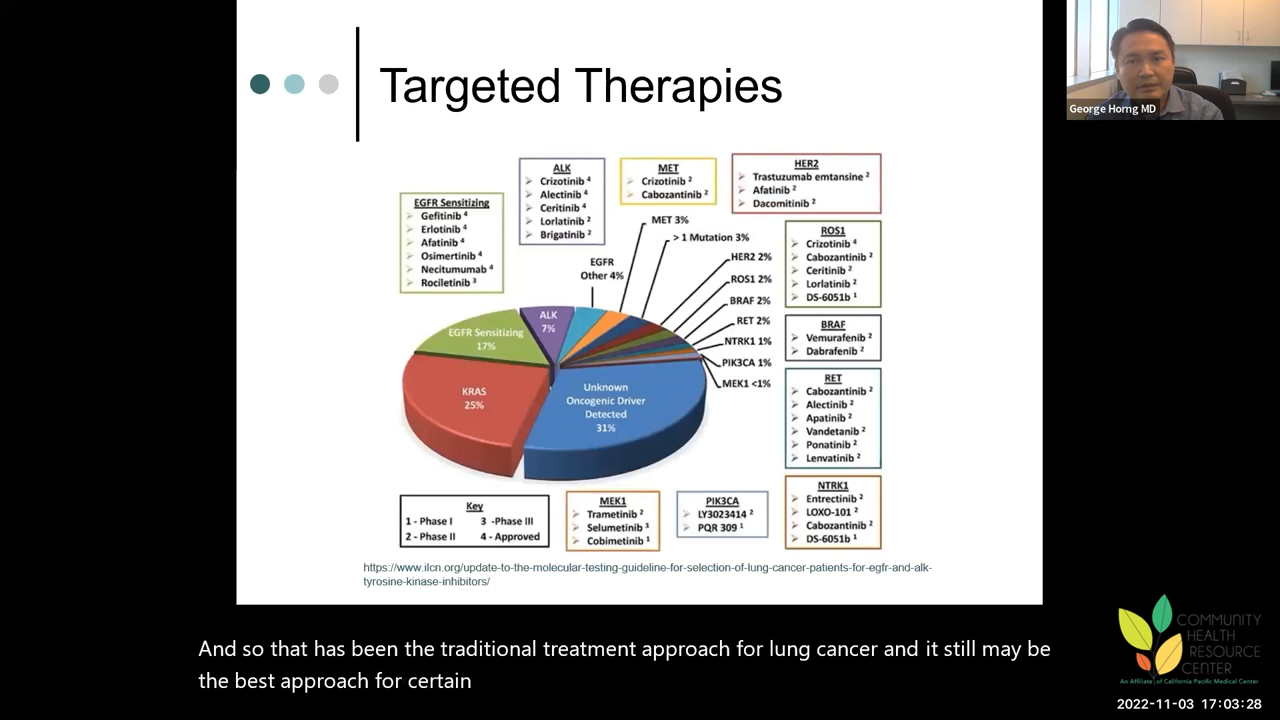 Targeted Therapies
George Horng MD
ALK
Crizotinib 4
Alectinib 4
Ceritinib 4
Lorlatinib 2
Brigatinib 2
MET
Crizotinib 2
Cabozantinib 2
HER2
Trastuzumab emtansine 2
Afatinib 2
Dacomitinib 2
EGFR Sensitizing
Gefitinib 4
Erlotinib 4
Afatinib 4
Osimertinib 4
Necitumumab 4
Rociletinib 3
ROS1
Crizotinib 4
Cabozantinib 2
Ceritinib 2
Lorlatinib 2
DS-6051b 1
EGFR
Other 4%
MET 3%
> 1 Mutation 3%
HER2 2%
ROS1 2%
BRAF 2%
RET 2%
NTRK1 1%
PIK3CA 1%
MEK1 <1%
ALK
7%
EGFR Sensitizing
17%
KRAS
25%
Unknown
Oncogenic Driver
Detected
31%
BRAF
Vemurafenib 2
Dabrafenib 2
RET
Cabozantinib 2
Alectinib 2
Apatinib 2
Vandetanib 2
Ponatinib 2
Lenvatinib 2
Key
1 - Phase I 3 -Phase III
2 - Phase II 4 - Approved
MEK1
Trametinib 2
Selumetinib 3
Cobimetinib 1
PIK3CA
LY3023414 2
PQR 309 1
NTRK1
Entrectinib 2
LOXO-101 2
Cabozantinib 2
DS-6051b 1
https://www.ilcn.org/update-to-the-molecular-testing-guideline-for-selection-of-lung-cancer-patients-for-egfr-and-alk-
tyrosine-kinase-inhibitors/
And so that has been the traditional treatment approach for lung cancer and it still may be
the best approach for certain
COMMUNITY
HEALTH
RESOURCE
CENTER
An Affiliate of California Pacific Medical Center
2022-11-03 17:03:28